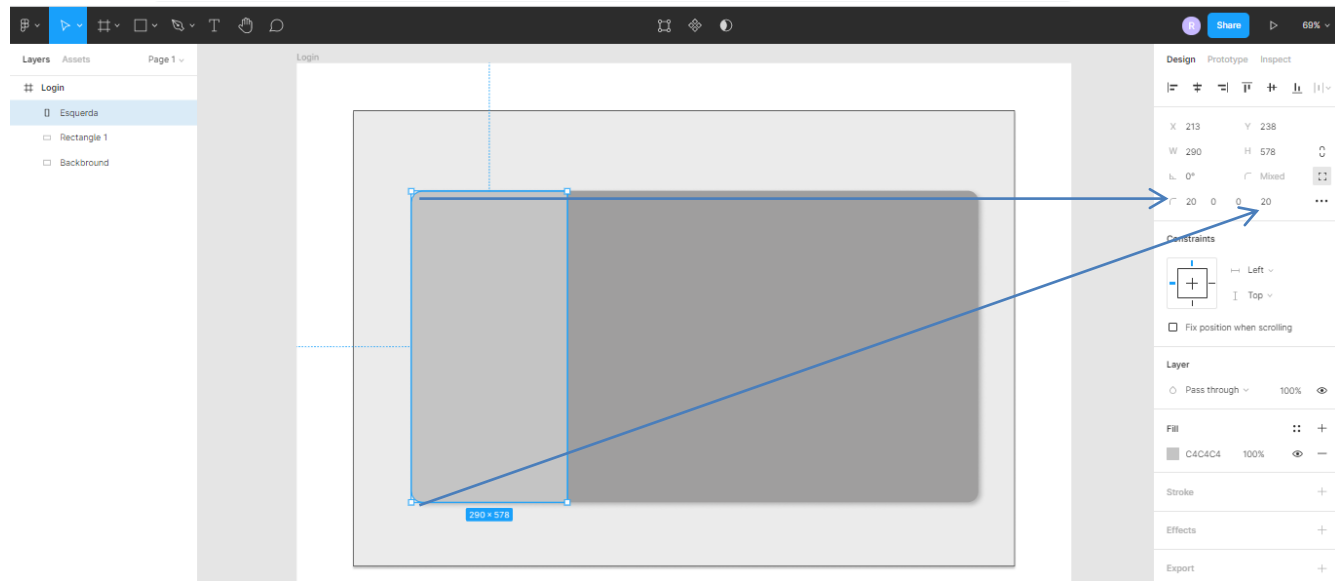 R Share 69%
Layers Assets Page 1
Login
Design Prototype Inspect
Login
Esquerda
Rectangle 1
Backbround
X 213 Y 238
W 290 H 578
0° Mixed
20 0 0 20
Constraints
Left
Top
Fix position when scrolling
Layer
Pass through 100%
Fill
C4C4C4 100%
Stroke
290 × 578
Effects
Export